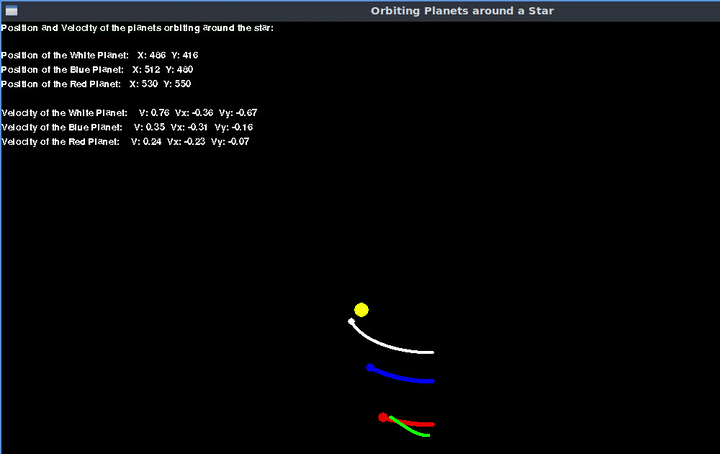 Orbiting Planets around a Star
Position and Velocity of the planets orbiting around the star:
Position of the White Planet: X: 486 Y: 416
Position of the Blue Planet: X: 512 Y: 480
Position of the Red Planet: X: 530 Y: 550
Velocity of the White Planet: V: 0.76 Vx: -0.36 Vy: -0.67
Velocity of the Blue Planet: V: 0.35 Vx: -0.31 Vy: -0.16
Velocity of the Red Planet: V: 0.24 Vx: -0.23 Vy: -0.07